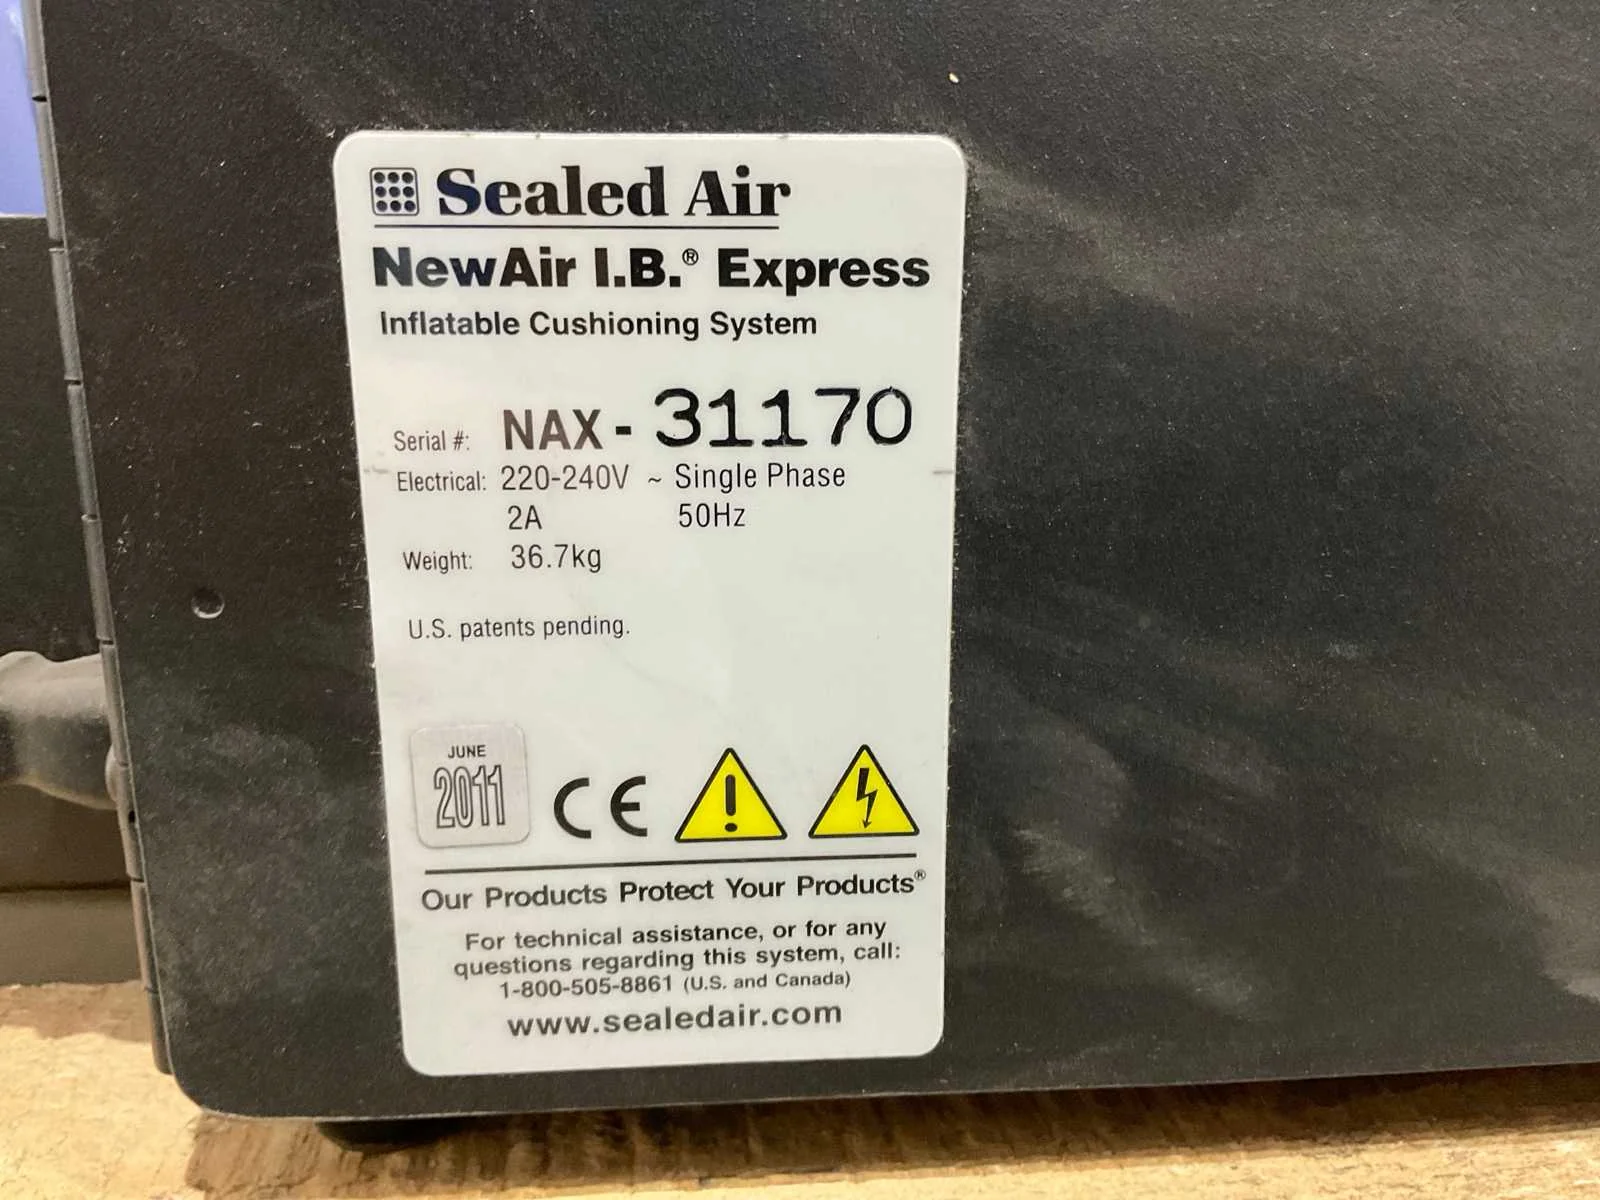 Sealed Air
NewAir I.B.® Express
Inflatable Cushioning System
Serial #: NAX - 31170
Electrical: 220-240V ~ Single Phase
2A 50Hz
Weight: 36.7kg
U.S. patents pending.
JUNE
2011
CE
Our Products Protect Your Products®
For technical assistance, or for any
questions regarding this system, call:
1-800-505-8861 (U.S. and Canada)
www.sealedair.com